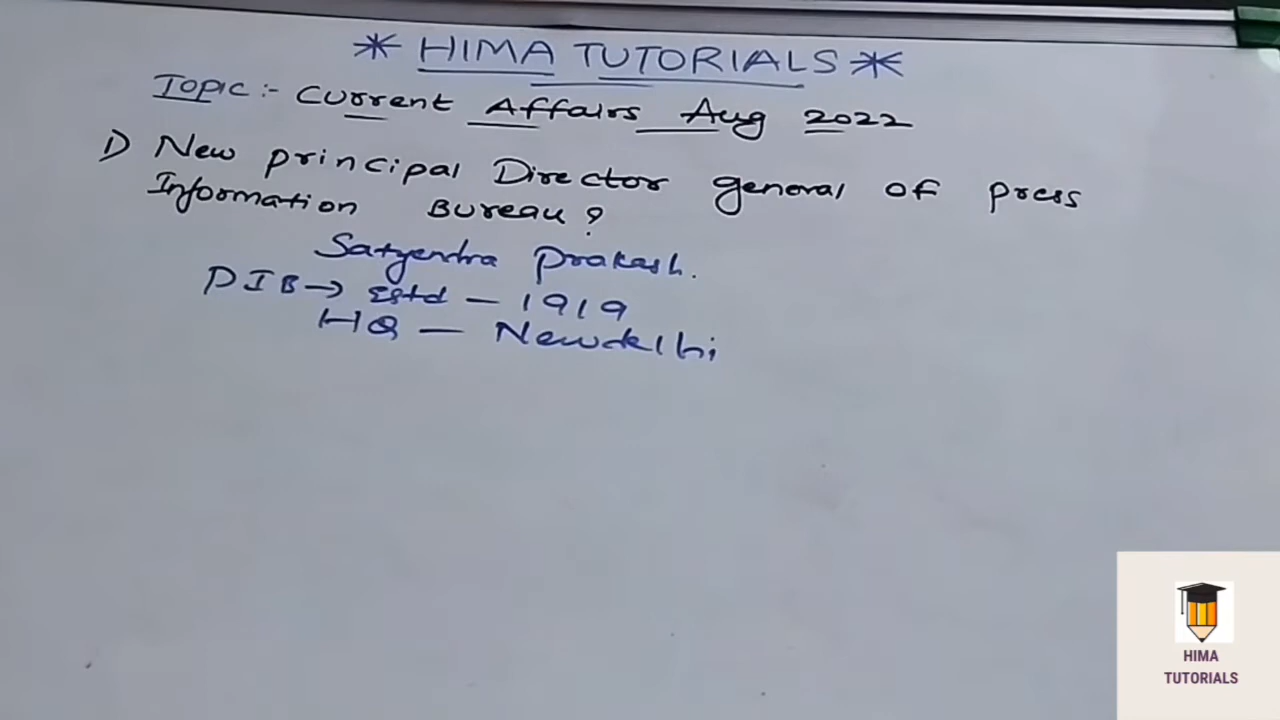 * HIMA TUTORIALS *
Topic:- Current Affairs Aug 2022
1) New principal Director general of press
Information Bureau?
Satyendra Prakash.
PIB→ Estd - 1919
HQ - Newdelhi
HIMA
TUTORIALS